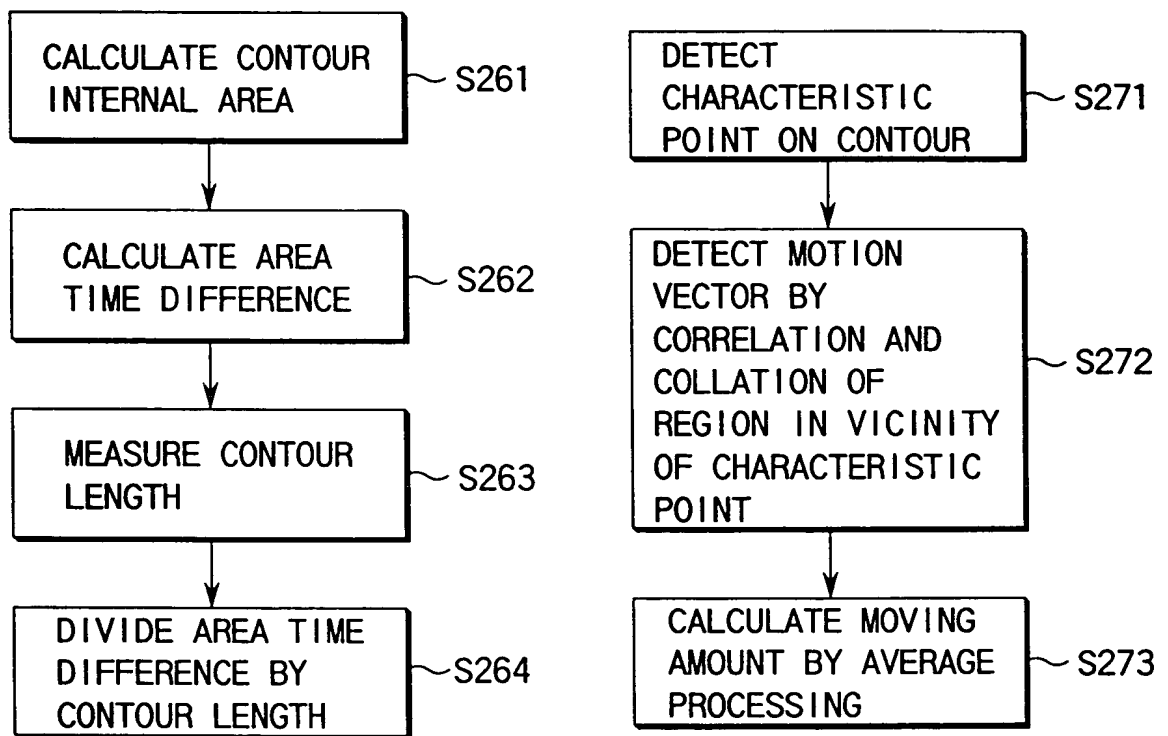 CALCULATE CONTOUR
INTERNAL AREA
S261
CALCULATE AREA
TIME DIFFERENCE
S262
MEASURE CONTOUR
LENGTH
S263
DIVIDE AREA TIME
DIFFERENCE BY
CONTOUR LENGTH
S264
DETECT
CHARACTERISTIC
POINT ON CONTOUR
S271
DETECT MOTION
VECTOR BY
CORRELATION AND
COLLATION OF
REGION IN VICINITY
OF CHARACTERISTIC
POINT
S272
CALCULATE MOVING
AMOUNT BY AVERAGE
PROCESSING
S273